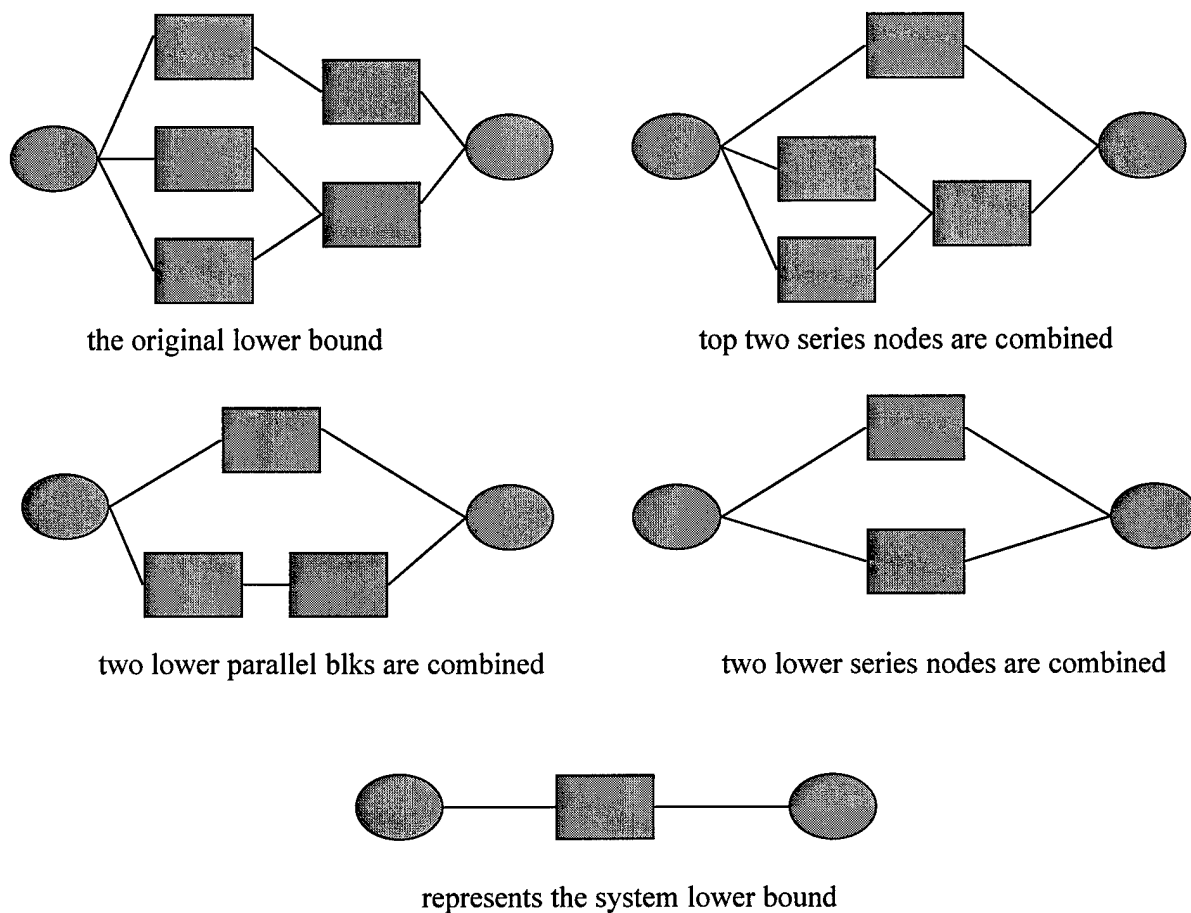 the original lower bound
top two series nodes are combined
two lower parallel blks are combined
two lower series nodes are combined
represents the system lower bound